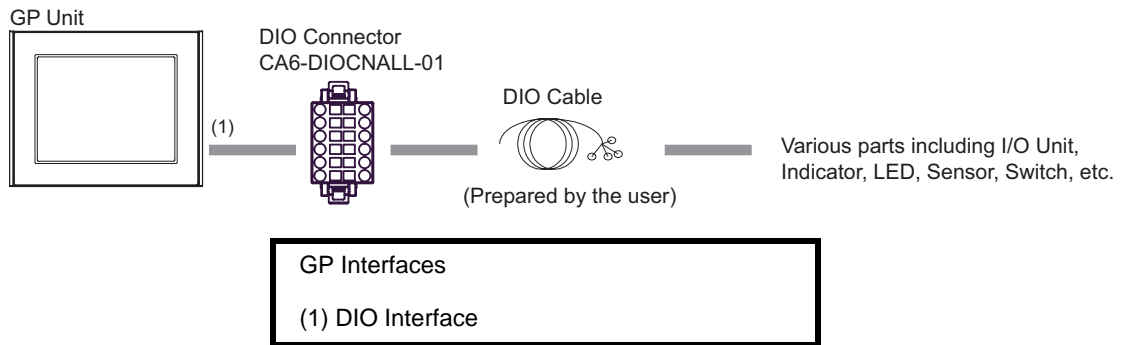 GP Unit
DIO Connector
CA6-DIOCNALL-01
(1)
DIO Cable
(Prepared by the user)
Various parts including I/O Unit,
Indicator, LED, Sensor, Switch, etc.
GP Interfaces
(1) DIO Interface